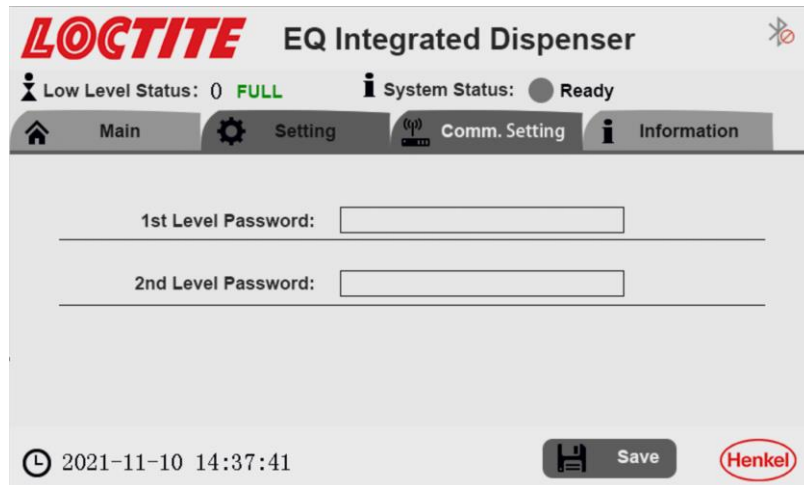 LOCTITE EQ Integrated Dispenser
Low Level Status: 0 FULL System Status: Ready
Main Setting Comm. Setting Information
1st Level Password:
2nd Level Password:
2021-11-10 14:37:41 Save Henkel